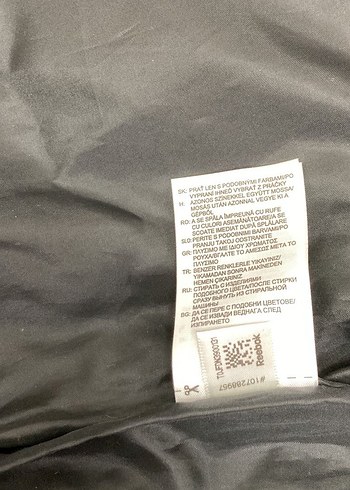 SK: PRAŤ LEN S PODOBNÝMI FARBAMI/PO
VYPRANÍ IHNEĎ VYBRAŤ Z PRÁČKY
H: AZONOS SZÍNEKKEL EGYÜTT MOSSA/
MOSÁS UTÁN AZONNAL VEGYE KI A
GÉPBŐL
RO: A SE SPĂLA ÎMPREUNĂ CU RUFE
CU CULORI ASEMĂNĂTOARE/A SE
SCOATE IMEDIAT DUPĂ SPĂLARE
SLO: PERITE S PODOBNIMI BARVAMI/PO
PRANJU TAKOJ ODSTRANITE
GR: ΠΛΥΣΙΜΟ ΜΕ ΙΔΙΟΥ ΧΡΩΜΑΤΟΣ
ΡΟΥΧΑ/ΒΓΑΛΤΕ ΤΟ ΑΜΕΣΩΣ ΜΕΤΑ ΤΟ
ΠΛΥΣΙΜΟ
TR: BENZER RENKLERLE YIKAYINIZ/
YIKAMADAN SONRA MAKİNEDEN
HEMEN ÇIKARINIZ
RU: СТИРАТЬ С ИЗДЕЛИЯМИ
ПОДОБНОГО ЦВЕТА/ПОСЛЕ СТИРКИ
СРАЗУ ВЫНУТЬ ИЗ СТИРАЛЬНОЙ
МАШИНЫ
BG: ДА СЕ ПЕРЕ С ПОДОБНИ ЦВЕТОВЕ/
ДА СЕ ИЗВАДИ ВЕДНАГА СЛЕД
ИЗПИРАНЕТО
Reebok
#107288957